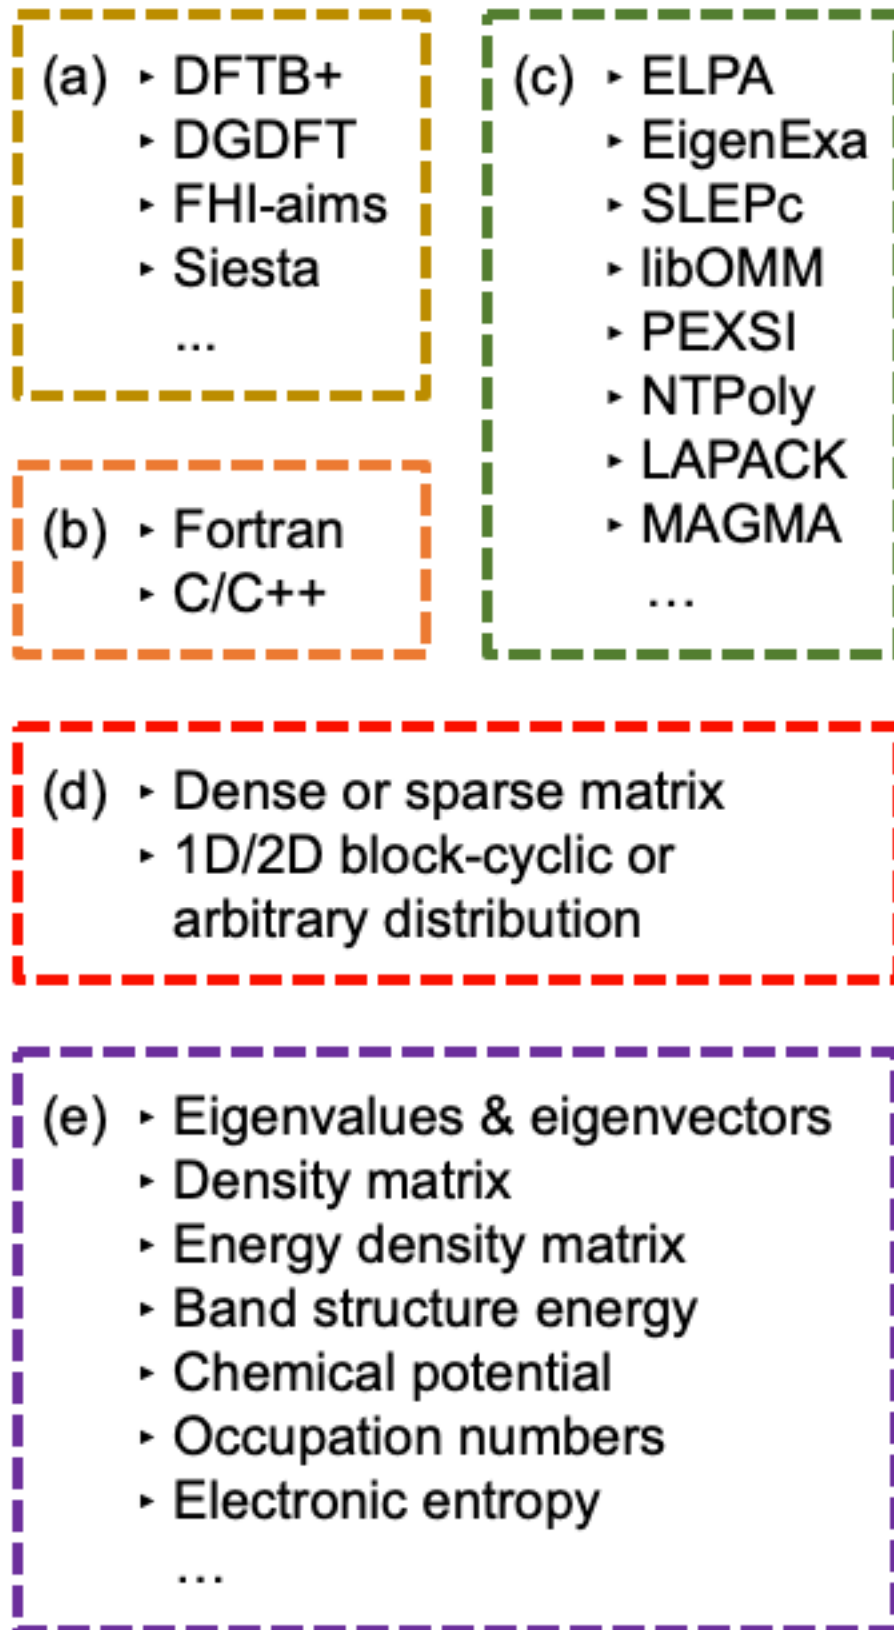 (a) ‣ DFTB+
‣ DGDFT
‣ FHI-aims
‣ Siesta
...
(b) ‣ Fortran
‣ C/C++
(c) ‣ ELPA
‣ EigenExa
‣ SLEPc
‣ libOMM
‣ PEXSI
‣ NTPoly
‣ LAPACK
‣ MAGMA
...
(d) ‣ Dense or sparse matrix
‣ 1D/2D block-cyclic or
arbitrary distribution
(e) ‣ Eigenvalues & eigenvectors
‣ Density matrix
‣ Energy density matrix
‣ Band structure energy
‣ Chemical potential
‣ Occupation numbers
‣ Electronic entropy
...